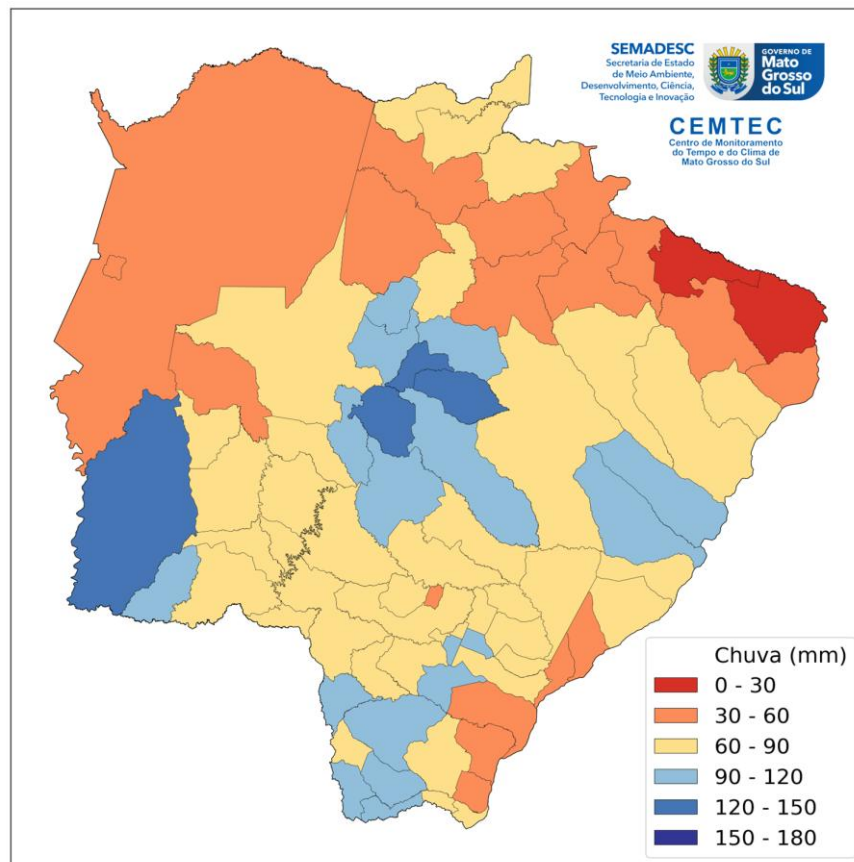 SEMADESC
Secretaria de Estado
de Meio Ambiente,
Desenvolvimento, Ciência,
Tecnologia e Inovação
GOVERNO DE
Mato
Grosso
do Sul
CEMTEC
Centro de Monitoramento
do Tempo e do Clima de
Mato Grosso do Sul
Chuva (mm)
0 - 30
30 - 60
60 - 90
90 - 120
120 - 150
150 - 180